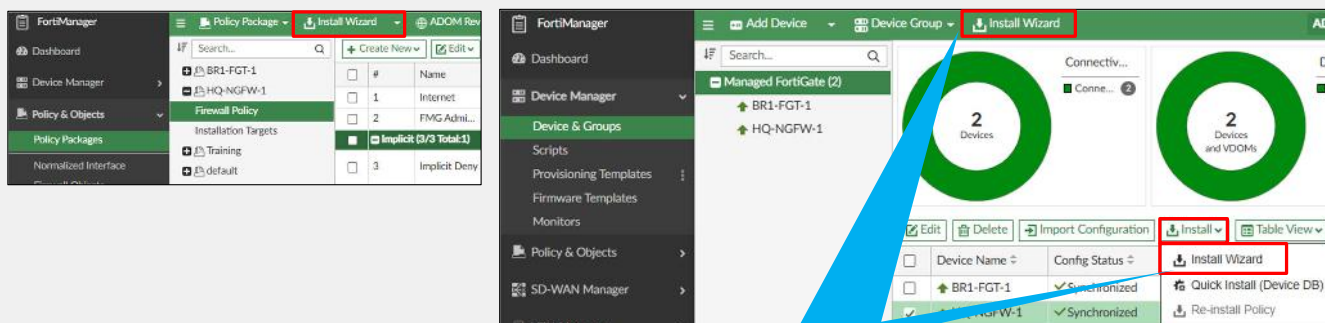 FortiManager
Policy Package
Install Wizard
ADOM Rev
Dashboard
Search...
Create New
Edit
Device Manager
BR1-FGT-1
#
Name
HQ-NGFW-1
1
Internet
Policy & Objects
Firewall Policy
2
FMG Admi...
Policy Packages
Installation Targets
Implicit (3/3 Total:1)
Training
Normalized Interface
default
3
Implicit Deny
FortiManager
Add Device
Device Group
Install Wizard
Dashboard
Search...
Device Manager
Managed FortiGate (2)
Device & Groups
BR1-FGT-1
Scripts
HQ-NGFW-1
Provisioning Templates
Firmware Templates
Monitors
Policy & Objects
SD-WAN Manager
2
Devices
Connectiv...
Conne... 2
2
Devices
and VDOMs
Edit
Delete
Import Configuration
Install
Table View
Device Name
Config Status
Install Wizard
BR1-FGT-1
Synchronized
Quick Install (Device DB)
NGFW-1
Synchronized
Re-install Policy